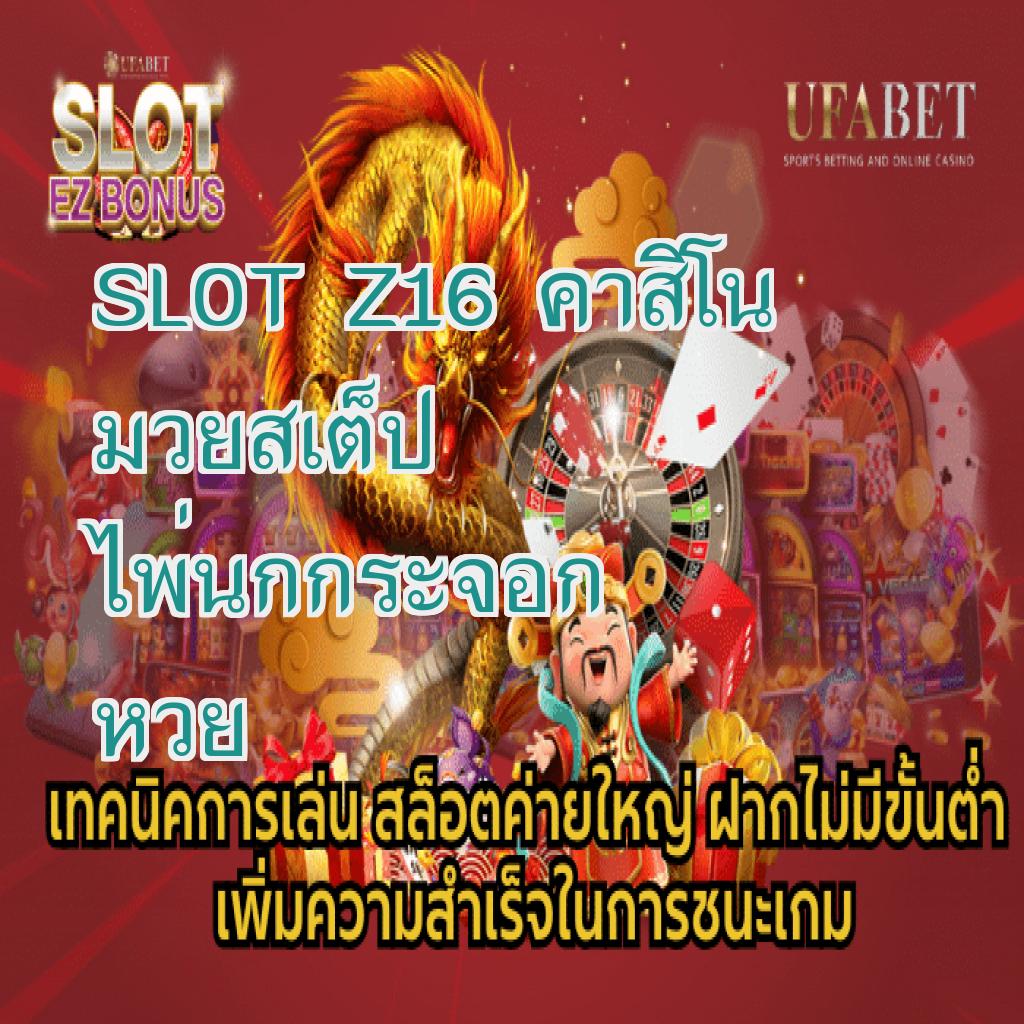 UFABET
SLOT
EZ BONUS
UFABET
SPORTS BETTING AND ONLINE CASINO
SLOT Z16 คาสิโน
มวยสเต็ป
ไพ่นกกระจอก
หวย
เทคนิคการเล่น สล็อตค่ายใหญ่ ฝากไม่มีขั้นต่ำ
เพิ่มความสำเร็จในการชนะเกม